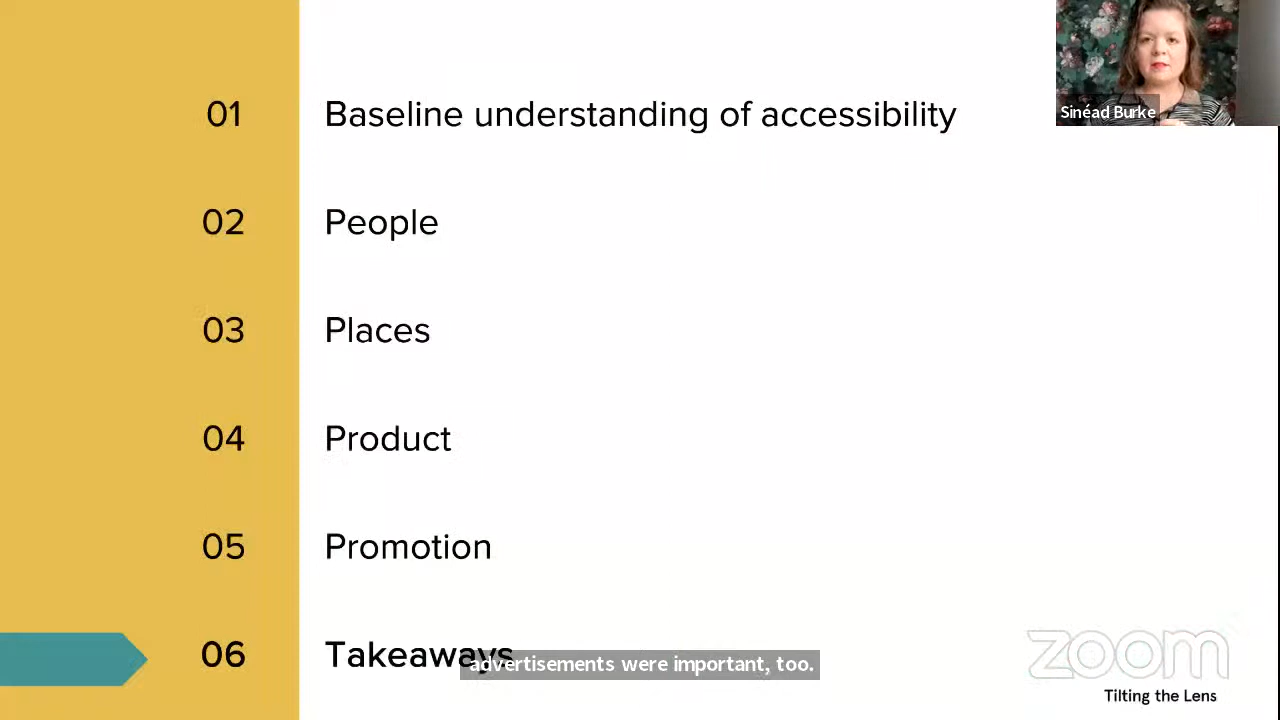 01 Baseline understanding of accessibility
Sinéad Burke
02 People
03 Places
04 Product
05 Promotion
06 Takeaways
advertisements were important, too.
zoom
Tilting the Lens